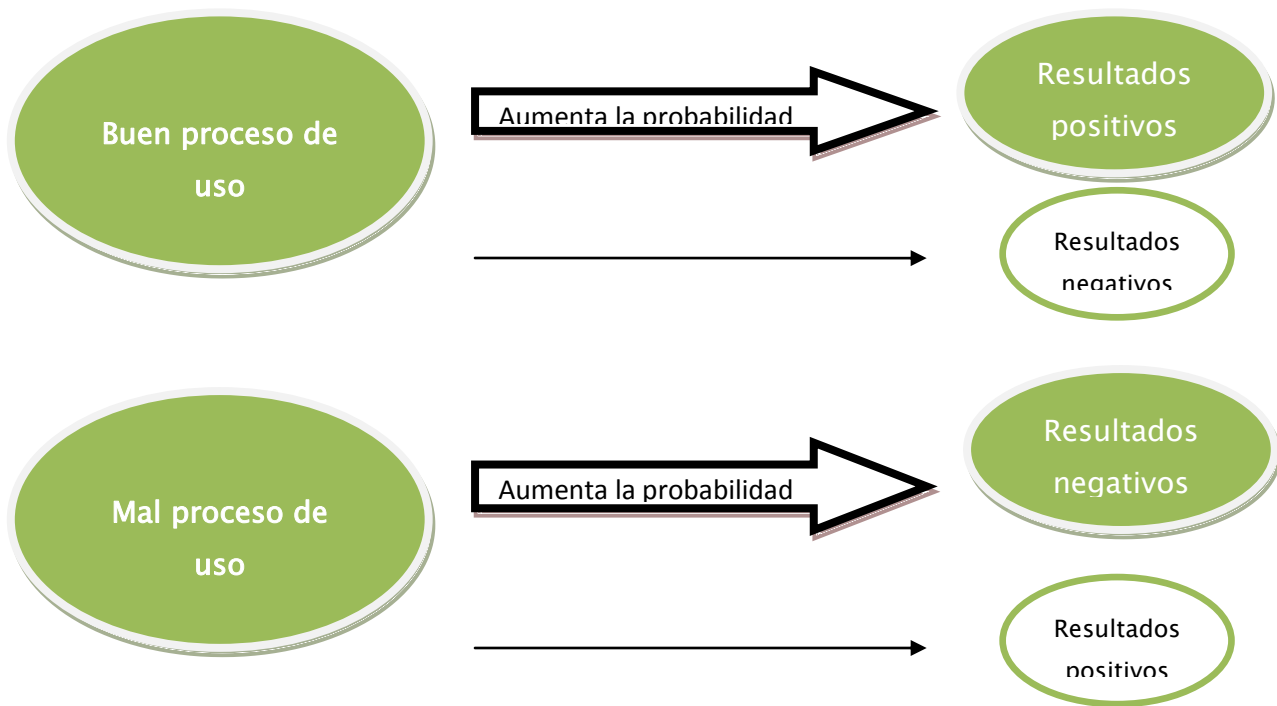 Buen proceso de
uso
Aumenta la probabilidad
Resultados
positivos
Resultados
negativos
Mal proceso de
uso
Aumenta la probabilidad
Resultados
negativos
Resultados
positivos